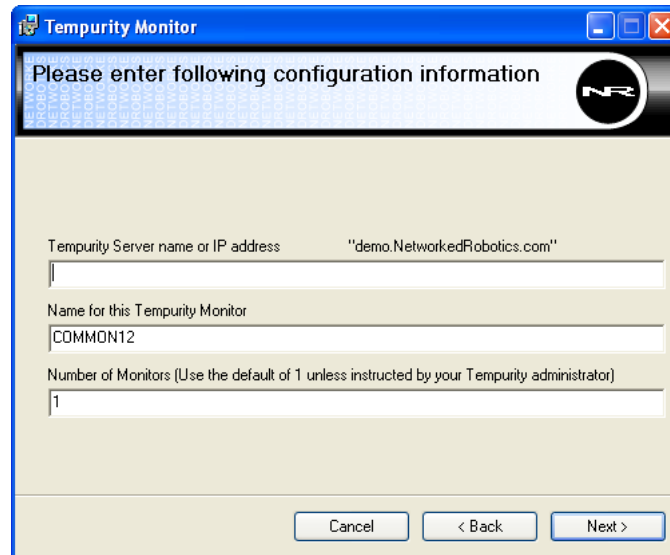 Tempurity Monitor
Please enter following configuration information
NR
Tempurity Server name or IP address "demo.NetworkedRobotics.com"
Name for this Tempurity Monitor
COMMON12
Number of Monitors (Use the default of 1 unless instructed by your Tempurity administrator)
1
Cancel < Back Next >